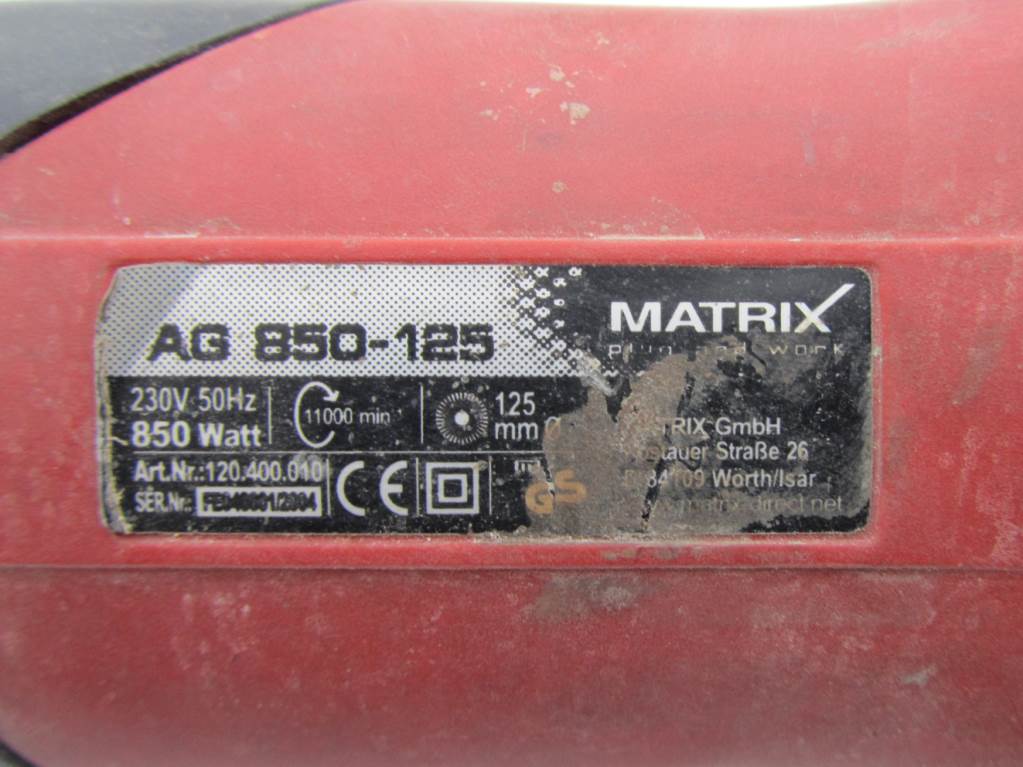 AG 850-125
MATRIX
work
230V 50Hz
850 Watt
11000 min
125
mm
Art.Nr.:120.400.010
SER.Nr.:
CE
GS
GmbH
Straße 26
Wörth/Isar